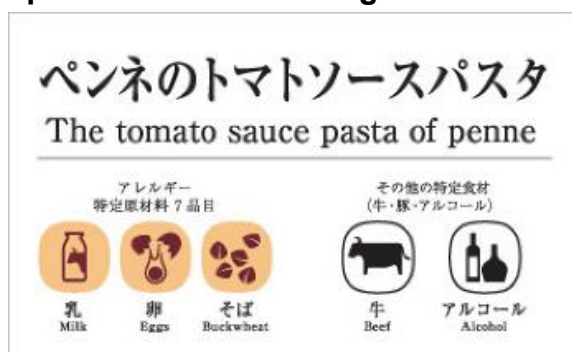 ペンネのトマトソースパスタ
The tomato sauce pasta of penne
アレルギー
特定原材料7品目
乳
Milk
卵
Eggs
そば
Buckwheat
その他の特定食材
(牛・豚・アルコール)
牛
Beef
アルコール
Alcohol